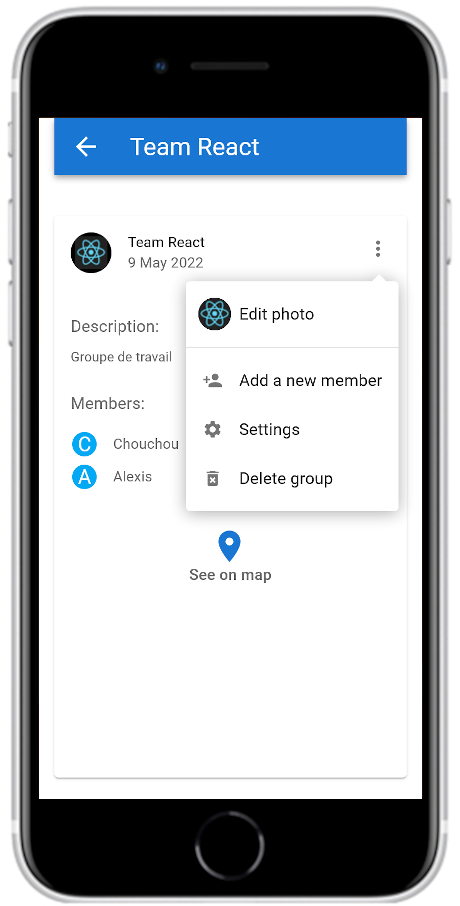 Team React
Team React
9 May 2022
Edit photo
Description:
Groupe de travail
Add a new member
Members:
Settings
C Chouchou
A Alexis
Delete group
See on map